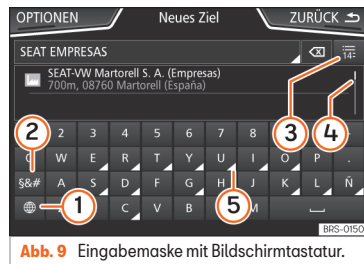 OPTIONEN Neues Ziel ZURÜCK
SEAT EMPRESAS 14
SEAT-VW Martorell S. A. (Empresas)
700m, 08760 Martorell (España)
2 3 4
2 3 4 5 6 7 8
W E R T Y U I O P .
§&# A S D F G H J K L Ñ
1 C V B M 5
BRS-0150
Abb. 9 Eingabemaske mit Bildschirmtastatur.